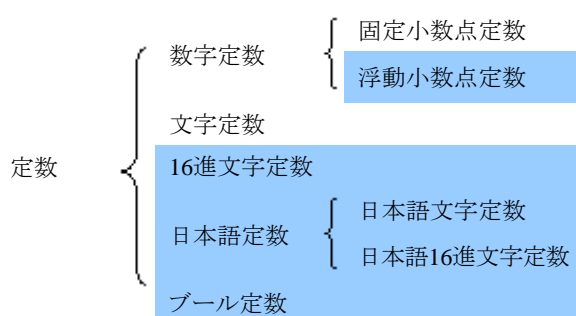 固定小数点定数
数字定数
浮動小数点定数
文字定数
定数
16進文字定数
日本語文字定数
日本語定数
日本語16進文字定数
ブール定数